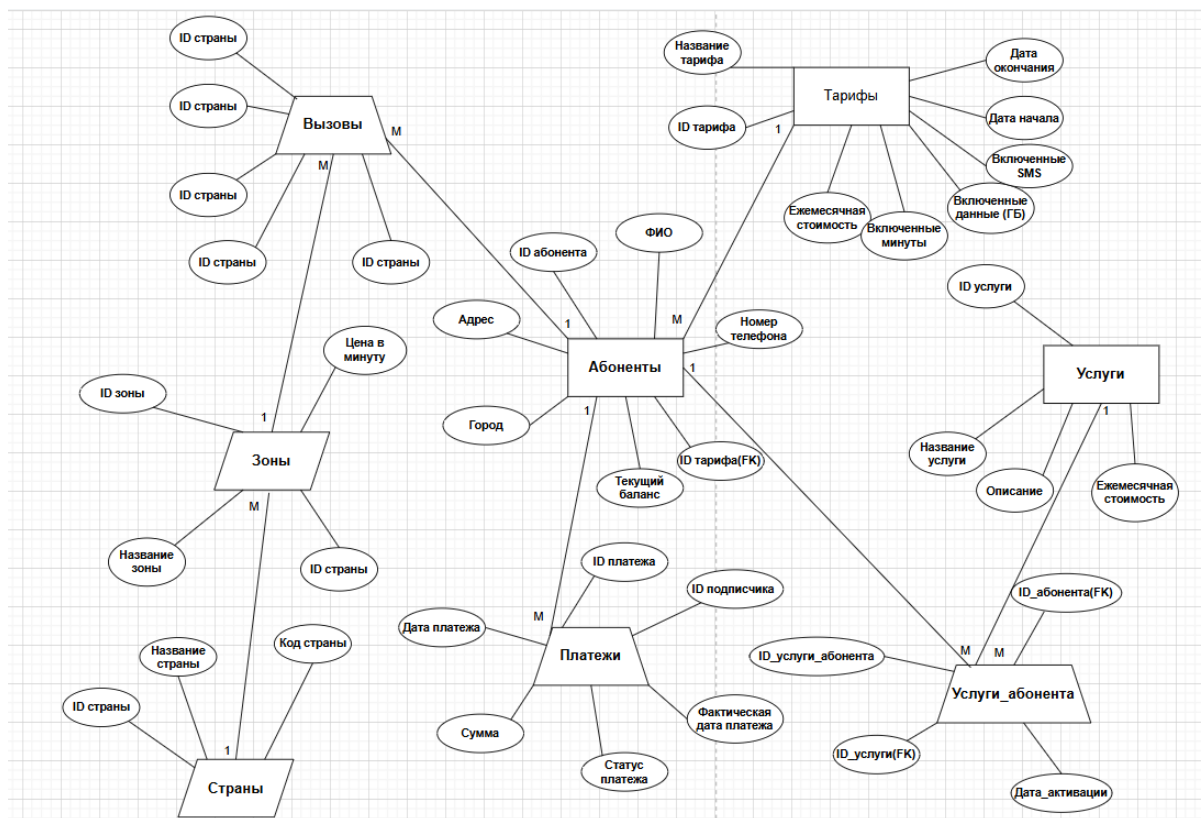 ID страны
ID страны
Вызовы
ID страны
ID страны
ID страны
М
М
Название
тарифа
Тарифы
Дата
окончания
ID тарифа
1
Дата начала
Включенные
SMS
Включенные
данные (ГБ)
Ежемесячная
стоимость
Включенные
минуты
ФИО
ID абонента
Адрес
1
М
Номер
телефона
Абоненты
1
1
Город
Текущий
баланс
ID тарифа(FK)
ID услуги
Услуги
1
Название
услуги
Описание
Ежемесячная
стоимость
Цена в
минуту
ID зоны
1
Зоны
М
Название
зоны
ID страны
Название
страны
Код страны
ID страны
1
Страны
ID платежа
ID подписчика
Дата платежа
М
Платежи
Сумма
Статус
платежа
Фактическая
дата платежа
ID_абонента(FK)
М
М
ID_услуги_абонента
Услуги_абонента
ID_услуги(FK)
Дата_активации